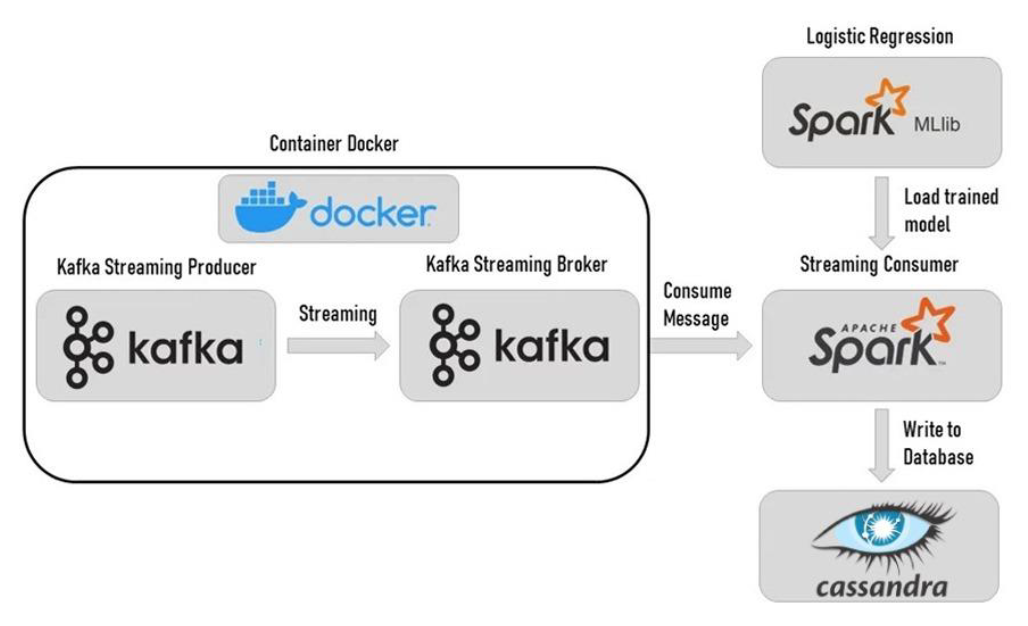 Logistic Regression
Spark MLlib
Container Docker
docker
Load trained
model
Kafka Streaming Producer
Kafka Streaming Broker
Streaming Consumer
Streaming
Consume
Message
kafka
kafka
APACHE
Spark™
Write to
Database
cassandra